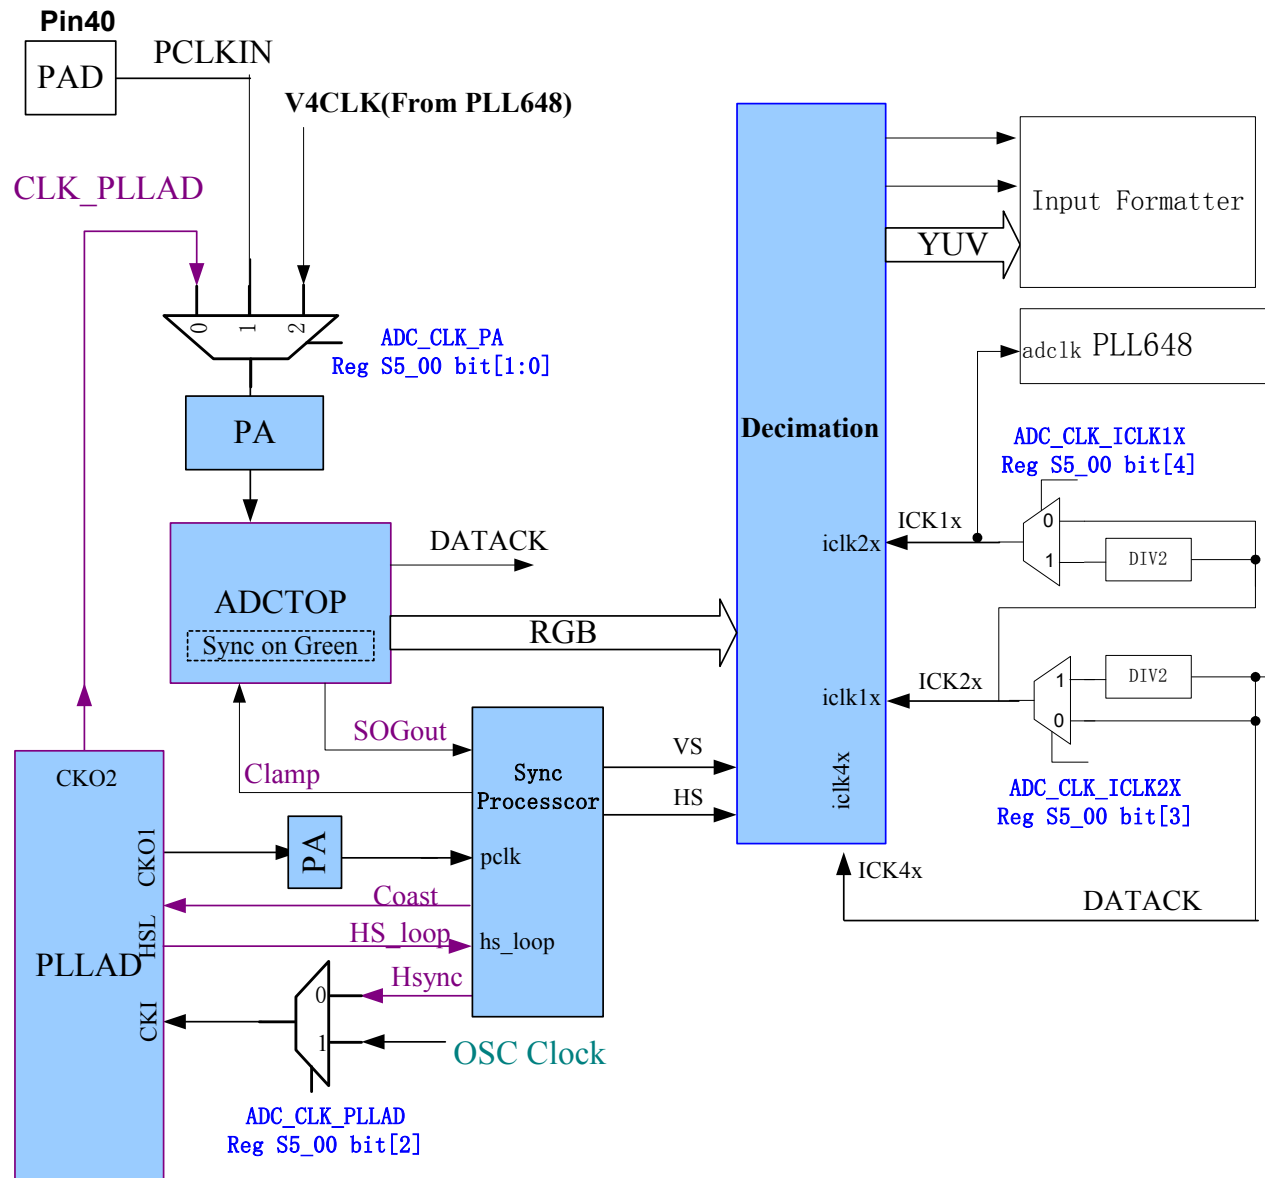 Pin40
PAD
PCLKIN
V4CLK(From PLL648)
CLK_PLLAD
0
1
2
ADC_CLK_PA
Reg S5_00 bit[1:0]
PA
ADCTOP
Sync on Green
DATACK
RGB
SOGout
Clamp
Decimation
YUV
Input Formatter
adclk PLL648
ADC_CLK_ICLK1X
Reg S5_00 bit[4]
ICK1x
iclk2x
0
1
DIV2
ICK2x
iclk1x
1
0
DIV2
ADC_CLK_ICLK2X
Reg S5_00 bit[3]
iclk4x
ICK4x
DATACK
VS
HS
Sync
Processcor
pclk
hs_loop
CKO2
CKO1
HSL
PLLAD
CKI
PA
Coast
HS_loop
Hsync
0
1
OSC Clock
ADC_CLK_PLLAD
Reg S5_00 bit[2]